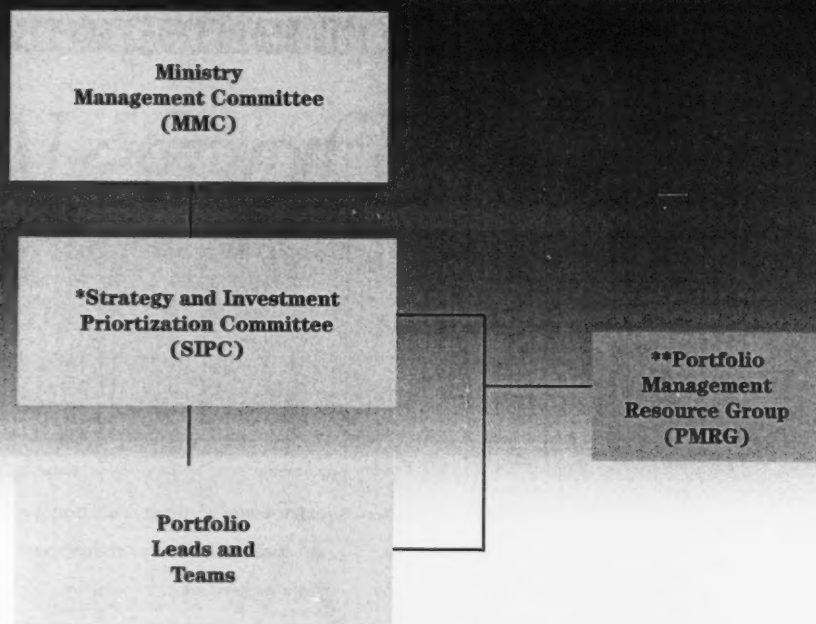 Ministry
Management Committee
(MMC)
*Strategy and Investment
Priortization Committee
(SIPC)
**Portfolio
Management
Resource Group
(PMRG)
Portfolio
Leads and
Teams